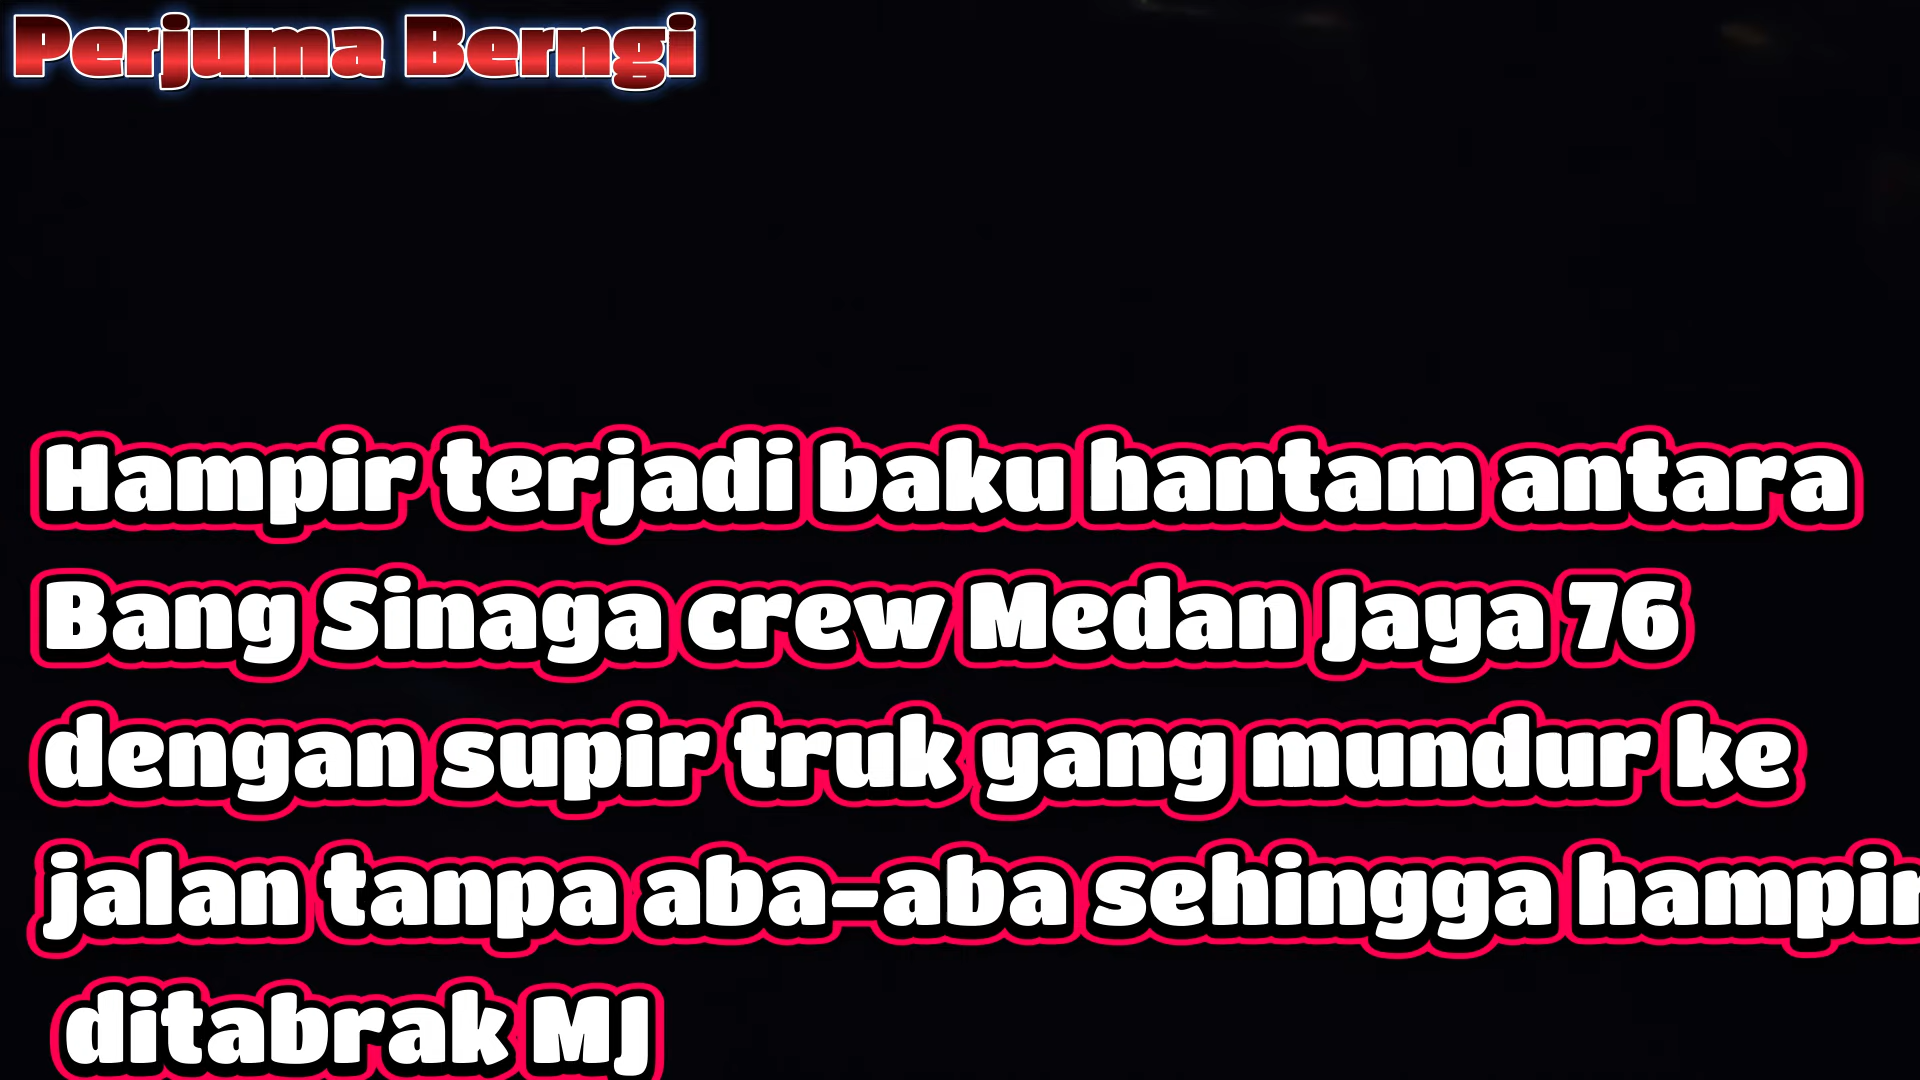 Perjuma Berngi
Hampir terjadi baku hantam antara
Bang Sinaga crew Medan Jaya 76
dengan supir truk yang mundur ke
jalan tanpa aba-aba sehingga hampir
ditabrak MJ